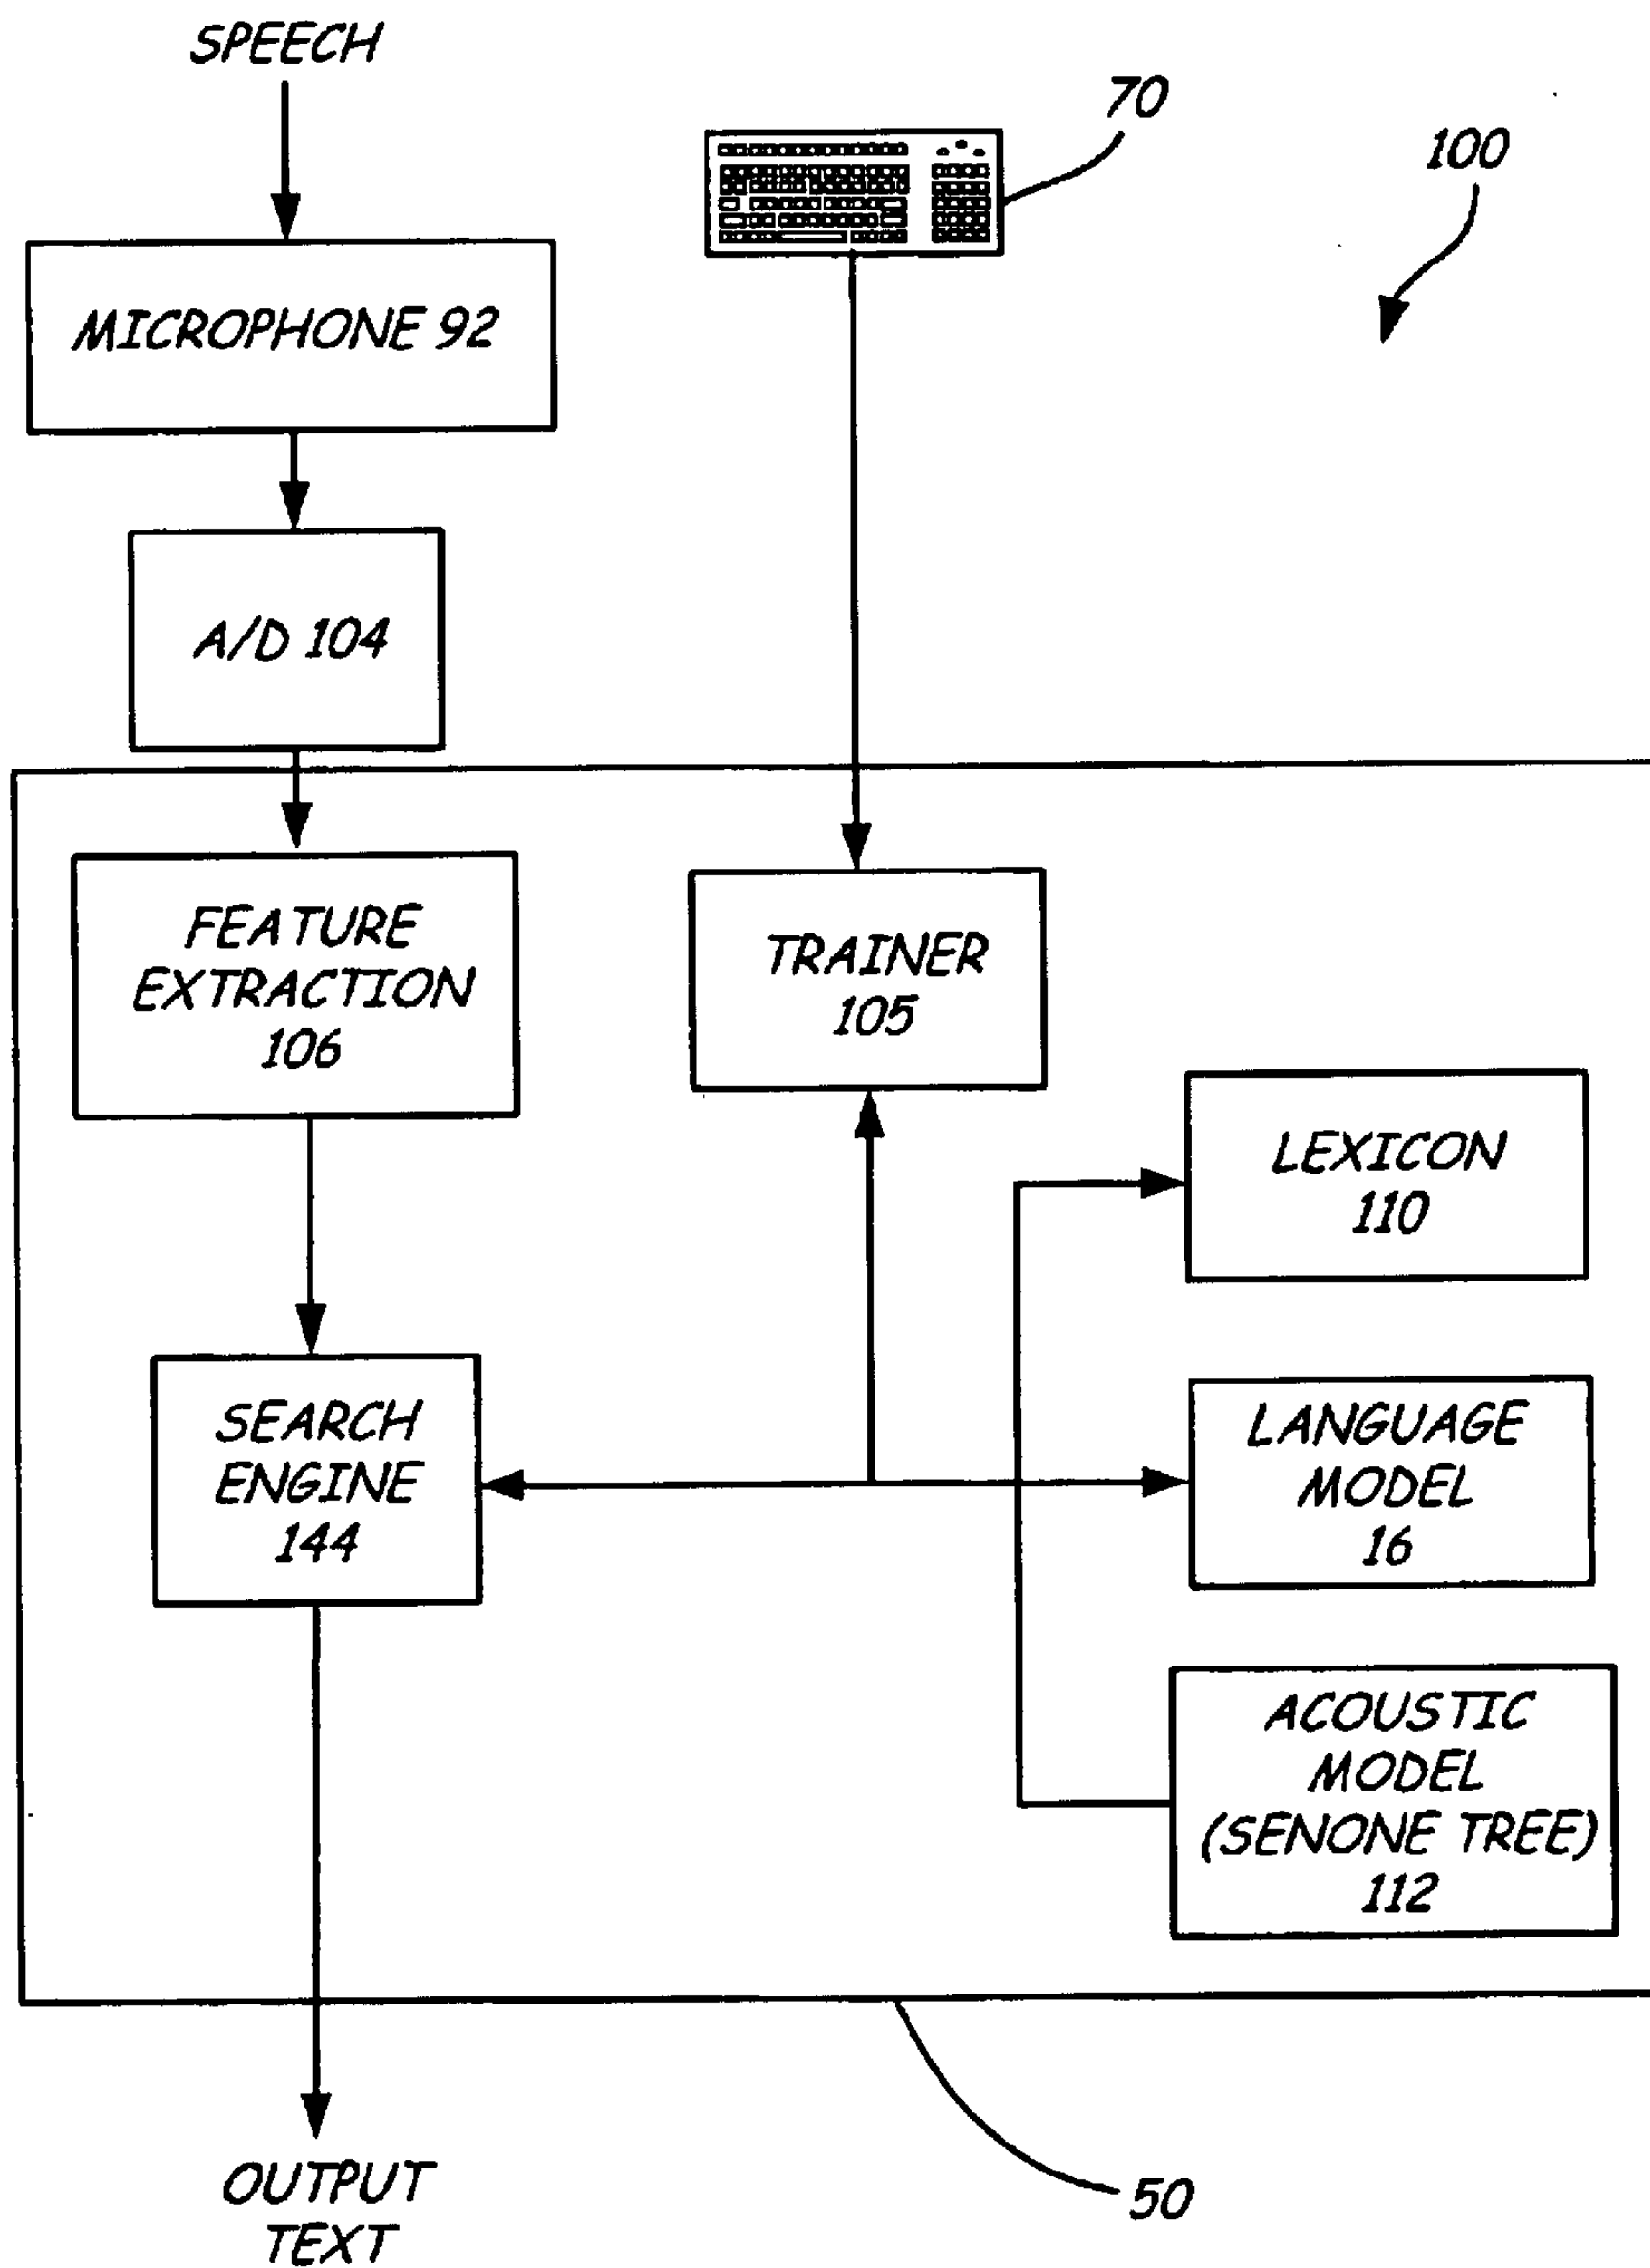 SPEECH
70
100
MICROPHONE 92
A/D 104
FEATURE
EXTRACTION
106
TRAINER
105
LEXICON
110
SEARCH
ENGINE
144
LANGUAGE
MODEL
16
ACOUSTIC
MODEL
(SENONE TREE)
112
50
OUTPUT
TEXT